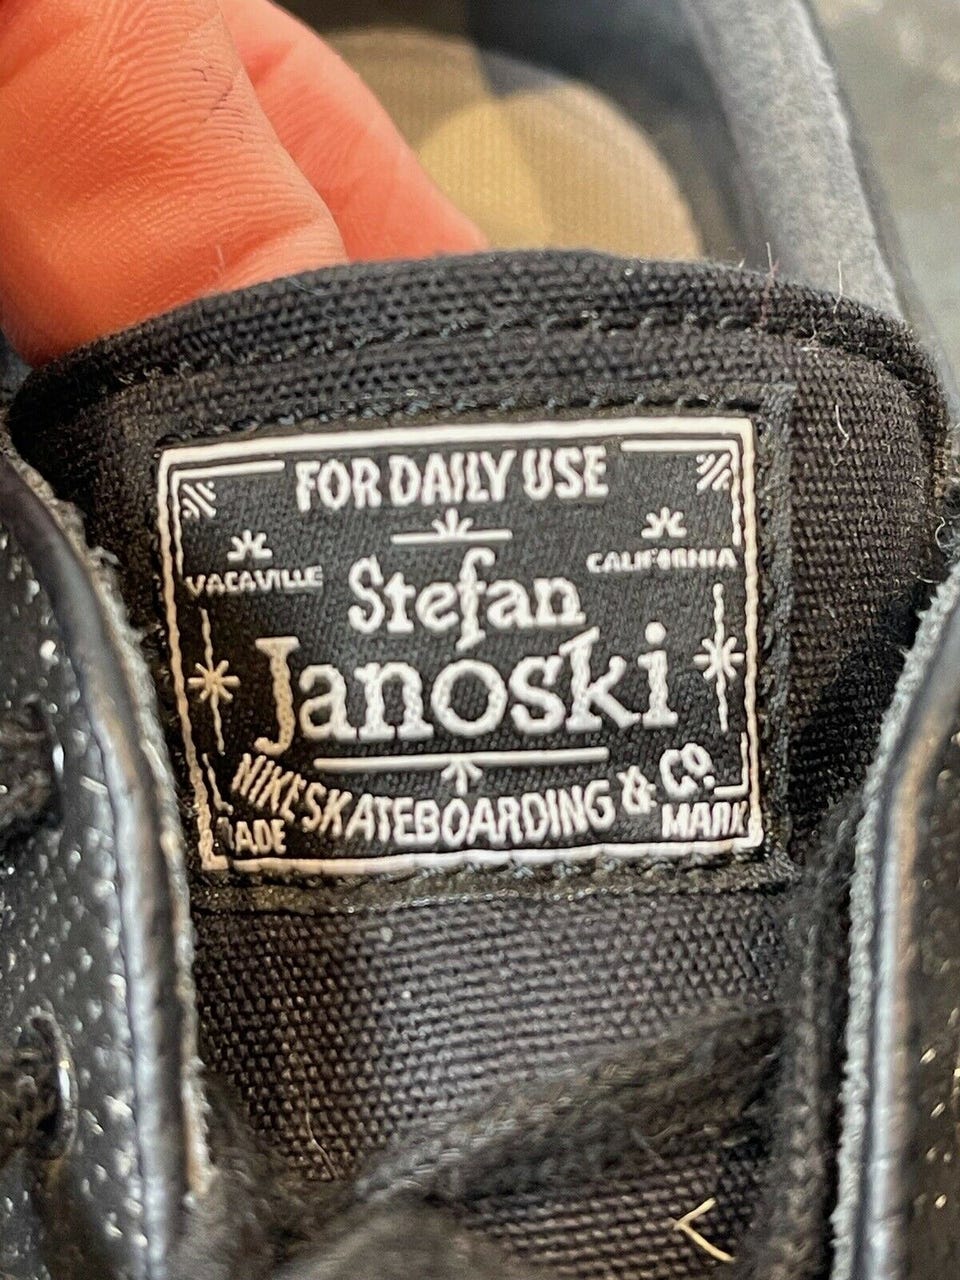 FOR DAILY USE
VACAVILLE
CALIFORNIA
Stefan
Janoski
NIKE SKATEBOARDING & CO.
MARK